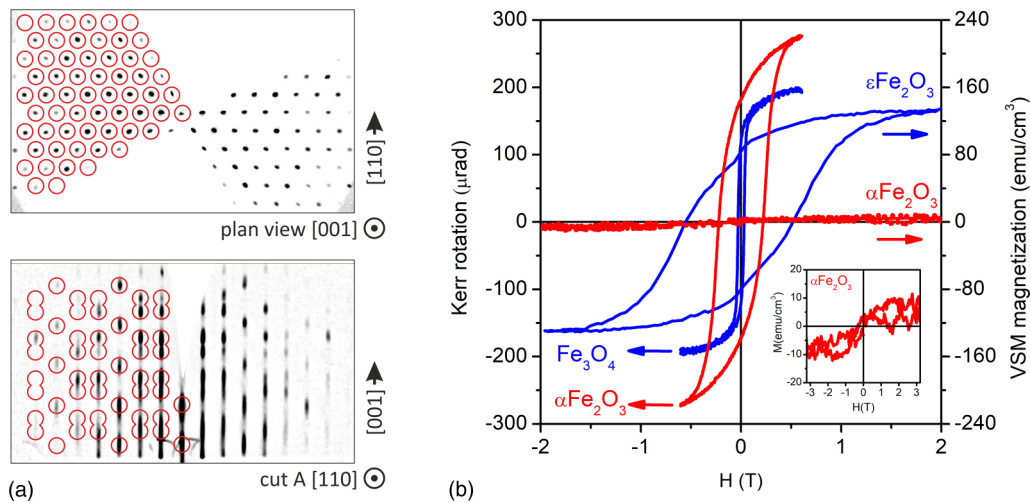 [110]
plan view [001]
[001]
cut A [110]
(a)
(b)
Kerr rotation (μrad)
300
200
100
0
-100
-200
-300
240
160
80
0
-80
-160
-240
VSM magnetization (emu/cm³)
εFe₂O₃
αFe₂O₃
Fe₃O₄
αFe₂O₃
-2
-1
0
1
2
H (T)
αFe₂O₃
M(emu/cm³)
20
10
0
-10
-20
-3
-2
-1
0
1
2
3
H(T)